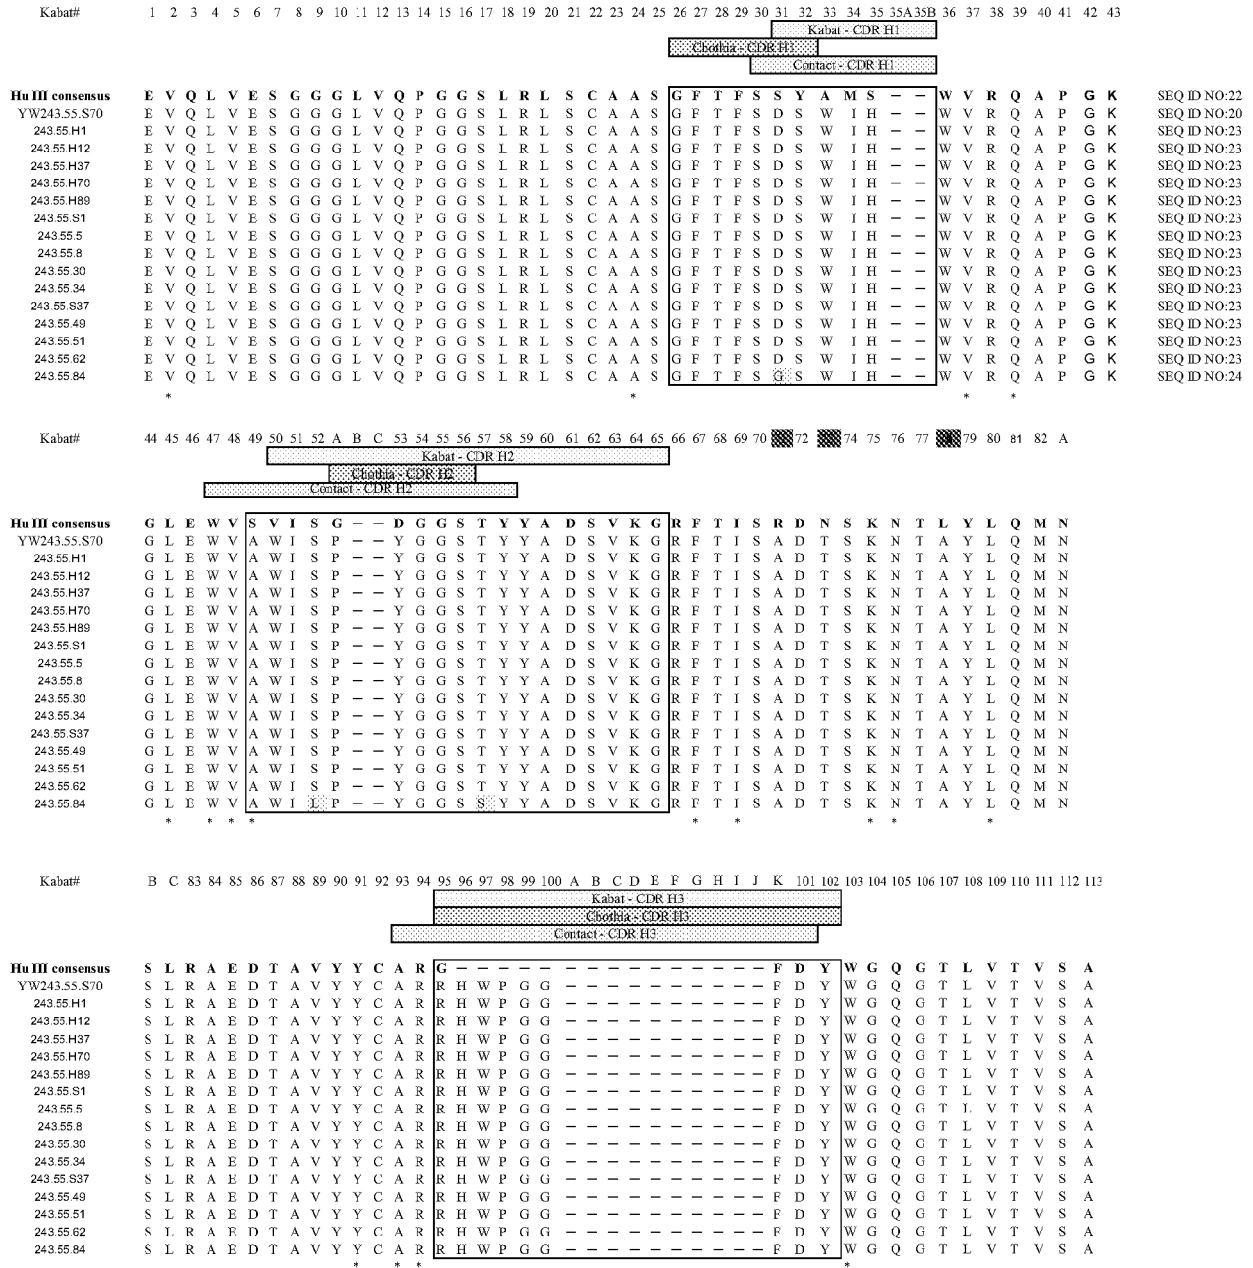 Kabat# 1 2 3 4 5 6 7 8 9 10 11 12 13 14 15 16 17 18 19 20 21 22 23 24 25 26 27 28 29 30 31 32 33 34 35 35A 35B 36 37 38 39 40 41 42 43
Kabat - CDR H1
Chothia - CDR H1
Contact - CDR H1
Hu III consensus E V Q L V E S G G G L V Q P G G S L R L S C A A S G F T F S S Y A M S - - W V R Q A P G K SEQ ID NO:22
YW243.55.S70 E V Q L V E S G G G L V Q P G G S L R L S C A A S G F T F S D S W I H - - W V R Q A P G K SEQ ID NO:20
243.55.H1 E V Q L V E S G G G L V Q P G G S L R L S C A A S G F T F S D S W I H - - W V R Q A P G K SEQ ID NO:23
243.55.H12 E V Q L V E S G G G L V Q P G G S L R L S C A A S G F T F S D S W I H - - W V R Q A P G K SEQ ID NO:23
243.55.H37 E V Q L V E S G G G L V Q P G G S L R L S C A A S G F T F S D S W I H - - W V R Q A P G K SEQ ID NO:23
243.55.H70 E V Q L V E S G G G L V Q P G G S L R L S C A A S G F T F S D S W I H - - W V R Q A P G K SEQ ID NO:23
243.55.H89 E V Q L V E S G G G L V Q P G G S L R L S C A A S G F T F S D S W I H - - W V R Q A P G K SEQ ID NO:23
243.55.S1 E V Q L V E S G G G L V Q P G G S L R L S C A A S G F T F S D S W I H - - W V R Q A P G K SEQ ID NO:23
243.55.5 E V Q L V E S G G G L V Q P G G S L R L S C A A S G F T F S D S W I H - - W V R Q A P G K SEQ ID NO:23
243.55.8 E V Q L V E S G G G L V Q P G G S L R L S C A A S G F T F S D S W I H - - W V R Q A P G K SEQ ID NO:23
243.55.30 E V Q L V E S G G G L V Q P G G S L R L S C A A S G F T F S D S W I H - - W V R Q A P G K SEQ ID NO:23
243.55.34 E V Q L V E S G G G L V Q P G G S L R L S C A A S G F T F S D S W I H - - W V R Q A P G K SEQ ID NO:23
243.55.S37 E V Q L V E S G G G L V Q P G G S L R L S C A A S G F T F S D S W I H - - W V R Q A P G K SEQ ID NO:23
243.55.49 E V Q L V E S G G G L V Q P G G S L R L S C A A S G F T F S D S W I H - - W V R Q A P G K SEQ ID NO:23
243.55.51 E V Q L V E S G G G L V Q P G G S L R L S C A A S G F T F S D S W I H - - W V R Q A P G K SEQ ID NO:23
243.55.62 E V Q L V E S G G G L V Q P G G S L R L S C A A S G F T F S D S W I H - - W V R Q A P G K SEQ ID NO:23
243.55.84 E V Q L V E S G G G L V Q P G G S L R L S C A A S G F T F S G S W I H - - W V R Q A P G K SEQ ID NO:24
* * * *
Kabat# 44 45 46 47 48 49 50 51 52 A B C 53 54 55 56 57 58 59 60 61 62 63 64 65 66 67 68 69 70 72 74 75 76 77 79 80 81 82 A
Kabat - CDR H2
Chothia - CDR H2
Contact - CDR H2
Hu III consensus G L E W V S V I S G - - D G G S T Y Y A D S V K G R F T I S R D N S K N T L Y L Q M N
YW243.55.S70 G L E W V A W I S P - - Y G G S T Y Y A D S V K G R F T I S A D T S K N T A Y L Q M N
243.55.H1 G L E W V A W I S P - - Y G G S T Y Y A D S V K G R F T I S A D T S K N T A Y L Q M N
243.55.H12 G L E W V A W I S P - - Y G G S T Y Y A D S V K G R F T I S A D T S K N T A Y L Q M N
243.55.H37 G L E W V A W I S P - - Y G G S T Y Y A D S V K G R F T I S A D T S K N T A Y L Q M N
243.55.H70 G L E W V A W I S P - - Y G G S T Y Y A D S V K G R F T I S A D T S K N T A Y L Q M N
243.55.H89 G L E W V A W I S P - - Y G G S T Y Y A D S V K G R F T I S A D T S K N T A Y L Q M N
243.55.S1 G L E W V A W I S P - - Y G G S T Y Y A D S V K G R F T I S A D T S K N T A Y L Q M N
243.55.5 G L E W V A W I S P - - Y G G S T Y Y A D S V K G R F T I S A D T S K N T A Y L Q M N
243.55.8 G L E W V A W I S P - - Y G G S T Y Y A D S V K G R F T I S A D T S K N T A Y L Q M N
243.55.30 G L E W V A W I S P - - Y G G S T Y Y A D S V K G R F T I S A D T S K N T A Y L Q M N
243.55.34 G L E W V A W I S P - - Y G G S T Y Y A D S V K G R F T I S A D T S K N T A Y L Q M N
243.55.S37 G L E W V A W I S P - - Y G G S T Y Y A D S V K G R F T I S A D T S K N T A Y L Q M N
243.55.49 G L E W V A W I S P - - Y G G S T Y Y A D S V K G R F T I S A D T S K N T A Y L Q M N
243.55.51 G L E W V A W I S P - - Y G G S T Y Y A D S V K G R F T I S A D T S K N T A Y L Q M N
243.55.62 G L E W V A W I S P - - Y G G S T Y Y A D S V K G R F T I S A D T S K N T A Y L Q M N
243.55.84 G L E W V A W I L P - - Y G G S S Y Y A D S V K G R F T I S A D T S K N T A Y L Q M N
* * * * * * * * *
Kabat# B C 83 84 85 86 87 88 89 90 91 92 93 94 95 96 97 98 99 100 A B C D E F G H I J K 101 102 103 104 105 106 107 108 109 110 111 112 113
Kabat - CDR H3
Chothia - CDR H3
Contact - CDR H3
Hu III consensus S L R A E D T A V Y Y C A R G - - - - - - - - - - - - - - - F D Y W G Q G T L V T V S A
YW243.55.S70 S L R A E D T A V Y Y C A R R H W P G G - - - - - - - - - - F D Y W G Q G T L V T V S A
243.55.H1 S L R A E D T A V Y Y C A R R H W P G G - - - - - - - - - - F D Y W G Q G T L V T V S A
243.55.H12 S L R A E D T A V Y Y C A R R H W P G G - - - - - - - - - - F D Y W G Q G T L V T V S A
243.55.H37 S L R A E D T A V Y Y C A R R H W P G G - - - - - - - - - - F D Y W G Q G T L V T V S A
243.55.H70 S L R A E D T A V Y Y C A R R H W P G G - - - - - - - - - - F D Y W G Q G T L V T V S A
243.55.H89 S L R A E D T A V Y Y C A R R H W P G G - - - - - - - - - - F D Y W G Q G T L V T V S A
243.55.S1 S L R A E D T A V Y Y C A R R H W P G G - - - - - - - - - - F D Y W G Q G T L V T V S A
243.55.5 S L R A E D T A V Y Y C A R R H W P G G - - - - - - - - - - F D Y W G Q G T L V T V S A
243.55.8 S L R A E D T A V Y Y C A R R H W P G G - - - - - - - - - - F D Y W G Q G T L V T V S A
243.55.30 S L R A E D T A V Y Y C A R R H W P G G - - - - - - - - - - F D Y W G Q G T L V T V S A
243.55.34 S L R A E D T A V Y Y C A R R H W P G G - - - - - - - - - - F D Y W G Q G T L V T V S A
243.55.S37 S L R A E D T A V Y Y C A R R H W P G G - - - - - - - - - - F D Y W G Q G T L V T V S A
243.55.49 S L R A E D T A V Y Y C A R R H W P G G - - - - - - - - - - F D Y W G Q G T L V T V S A
243.55.51 S L R A E D T A V Y Y C A R R H W P G G - - - - - - - - - - F D Y W G Q G T L V T V S A
243.55.62 S L R A E D T A V Y Y C A R R H W P G G - - - - - - - - - - F D Y W G Q G T L V T V S A
243.55.84 S L R A E D T A V Y Y C A R R H W P G G - - - - - - - - - - F D Y W G Q G T L V T V S A
* * * *